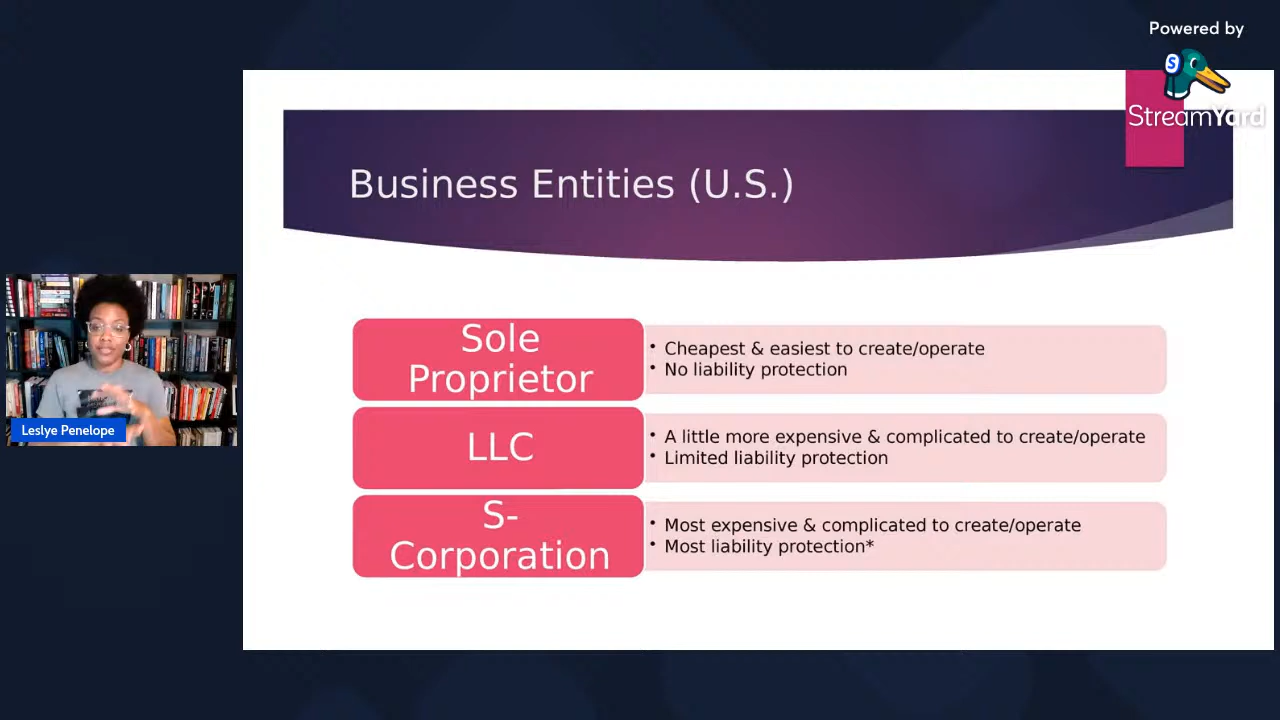 Powered by
S
StreamYard
Business Entities (U.S.)
Sole
Proprietor
• Cheapest & easiest to create/operate
• No liability protection
LLC
• A little more expensive & complicated to create/operate
• Limited liability protection
S-
Corporation
• Most expensive & complicated to create/operate
• Most liability protection*
Leslye Penelope